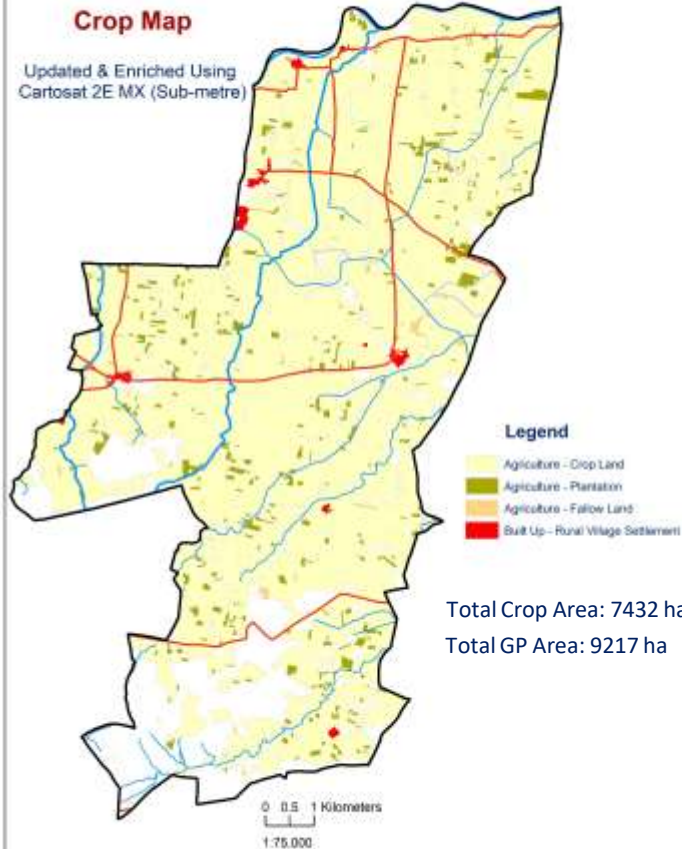 Crop Map
Updated & Enriched Using
Cartosat 2E MX (Sub-metre)
Legend
Agriculture - Crop Land
Agriculture - Plantation
Agriculture - Fallow Land
Built Up - Rural Village Settlement
Total Crop Area: 7432 ha
Total GP Area: 9217 ha
0 0.5 1 Kilometers
1:75,000